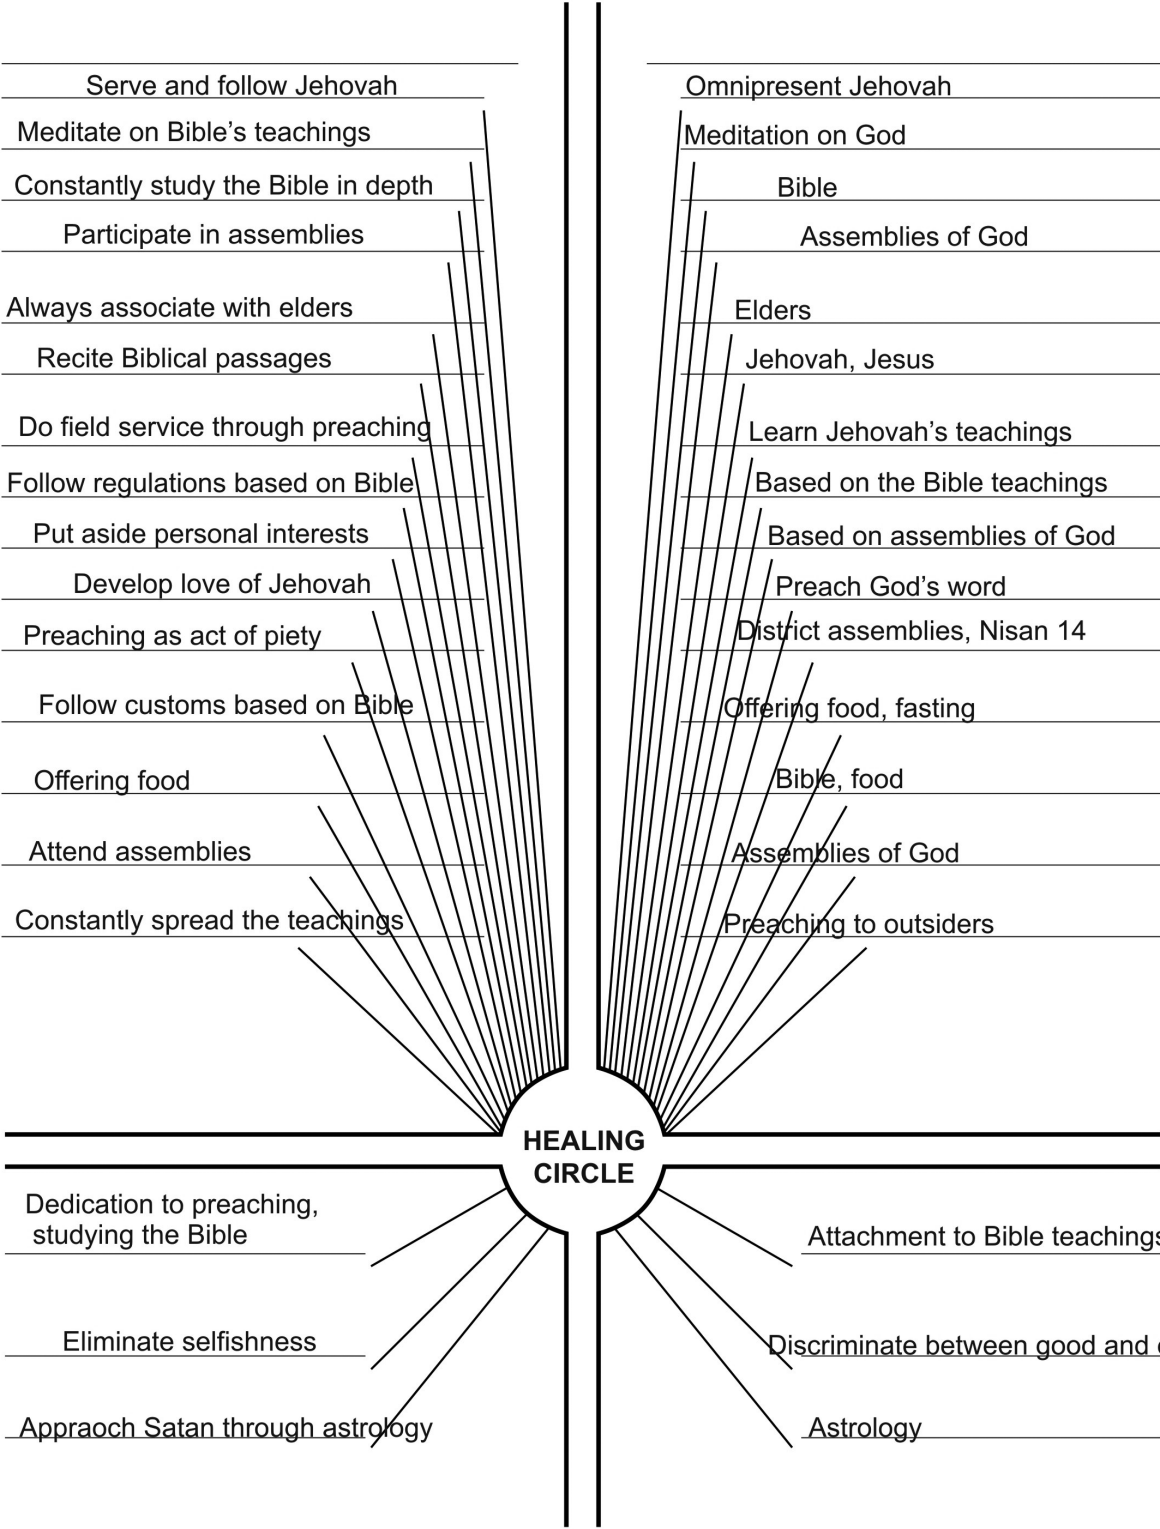 Serve and follow Jehovah
Meditate on Bible’s teachings
Constantly study the Bible in depth
Participate in assemblies
Always associate with elders
Recite Biblical passages
Do field service through preaching
Follow regulations based on Bible
Put aside personal interests
Develop love of Jehovah
Preaching as act of piety
Follow customs based on Bible
Offering food
Attend assemblies
Constantly spread the teachings
Omnipresent Jehovah
Meditation on God
Bible
Assemblies of God
Elders
Jehovah, Jesus
Learn Jehovah’s teachings
Based on the Bible teachings
Based on assemblies of God
Preach God’s word
District assemblies, Nisan 14
Offering food, fasting
Bible, food
Assemblies of God
Preaching to outsiders
HEALING
CIRCLE
Dedication to preaching,
studying the Bible
Eliminate selfishness
Appraoch Satan through astrology
Attachment to Bible teachings
Discriminate between good and
Astrology